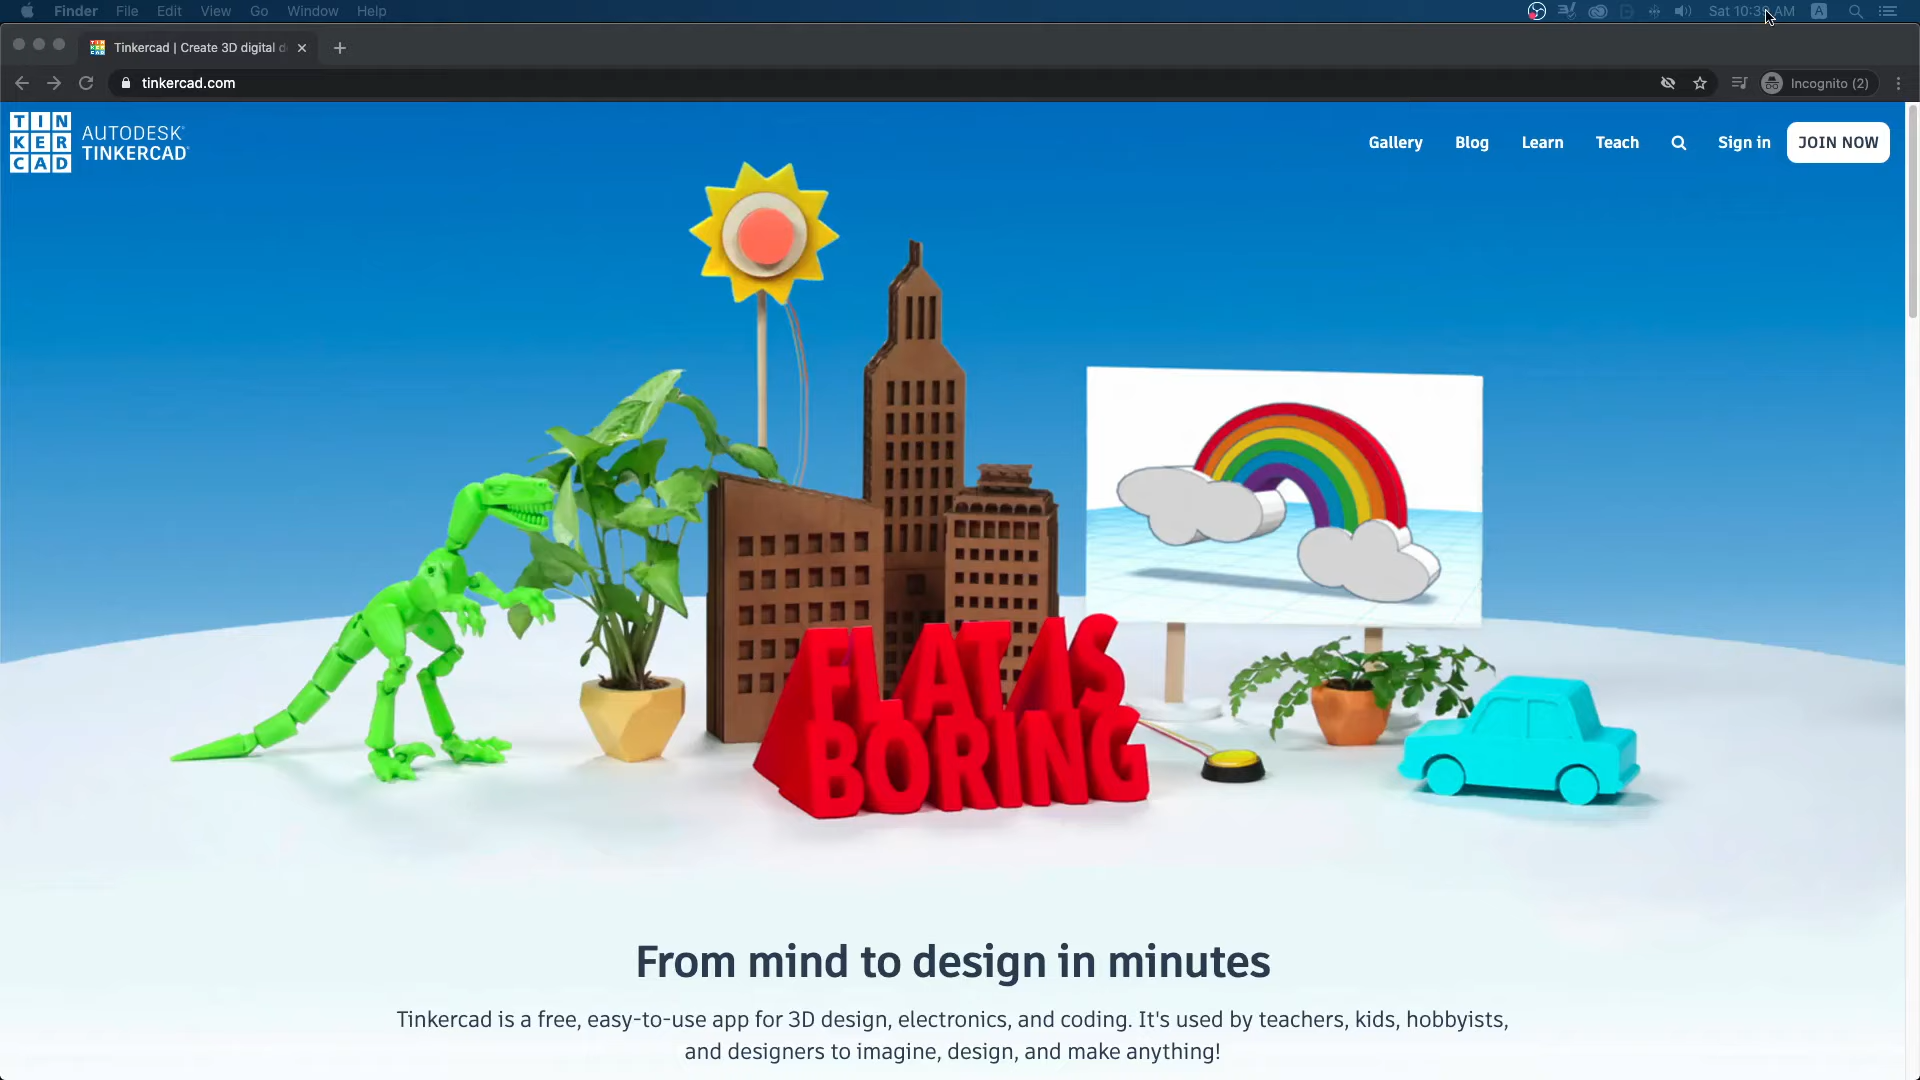 Finder File Edit View Go Window Help
Tinkercad | Create 3D digital d
tinkercad.com
Incognito (2)
TIN
KER
CAD
AUTODESK
TINKERCAD
Gallery Blog Learn Teach Sign in JOIN NOW
FLAT IS
BORING
From mind to design in minutes
Tinkercad is a free, easy-to-use app for 3D design, electronics, and coding. It's used by teachers, kids, hobbyists,
and designers to imagine, design, and make anything!